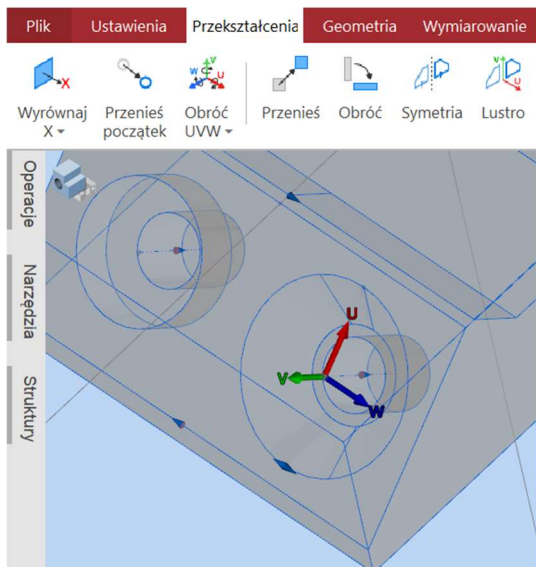 Plik Ustawienia Przekształcenia Geometria Wymiarowanie
Wyrównaj Przenieś Obróć Przenieś Obróć Symetria Lustro
X początek UVW
Operacje
Narzędzia
Struktury
X
V
W
U
V
U
U
V
W